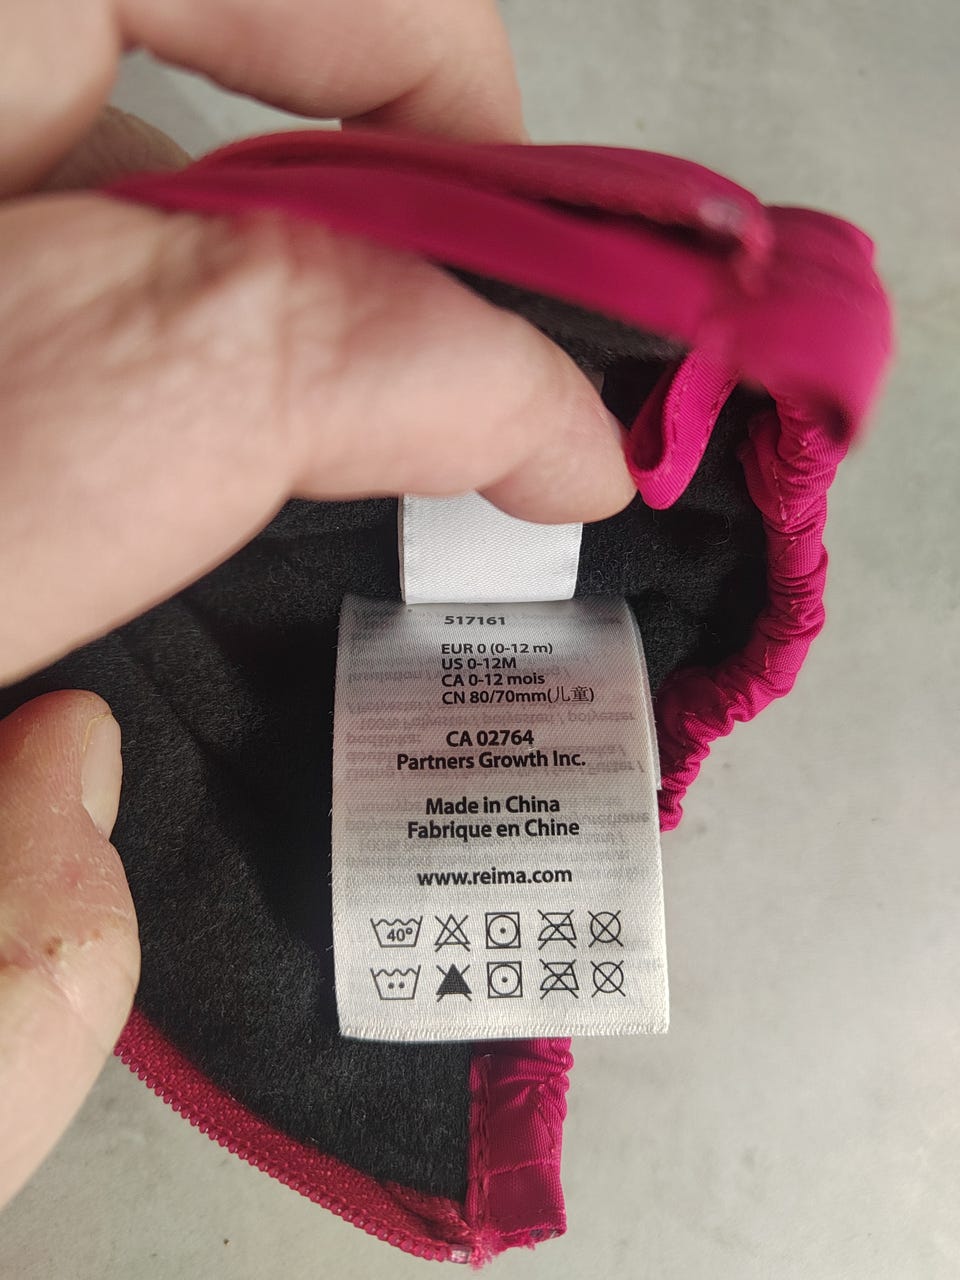 517161
EUR 0 (0-12 m)
US 0-12M
CA 0-12 mois
CN 80/70mm(儿童)
CA 02764
Partners Growth Inc.
Made in China
Fabrique en Chine
www.reima.com
40°